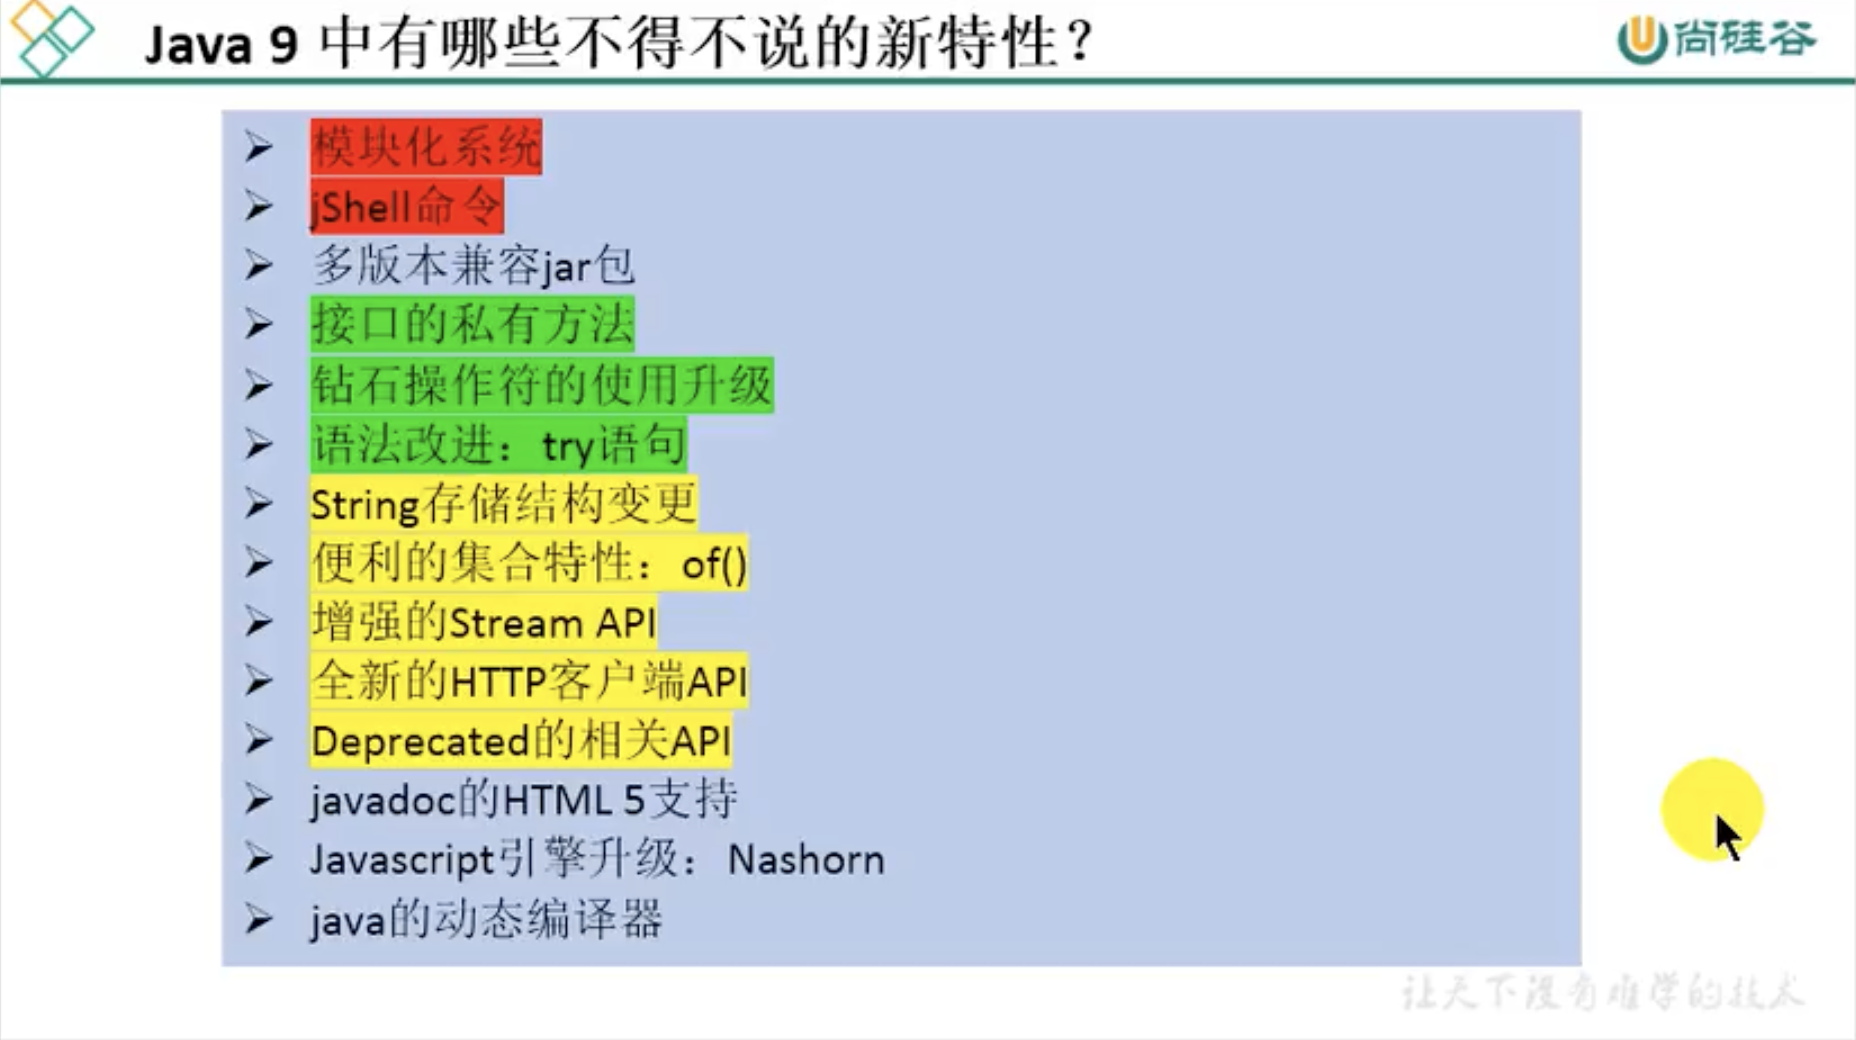 Java 9 中有哪些不得不说的新特性？
尚硅谷
模块化系统
jShell命令
多版本兼容jar包
接口的私有方法
钻石操作符的使用升级
语法改进：try语句
String存储结构变更
便利的集合特性：of()
增强的Stream API
全新的HTTP客户端API
Deprecated的相关API
javadoc的HTML 5支持
Javascript引擎升级：Nashorn
java的动态编译器
让天下没有难学的技术